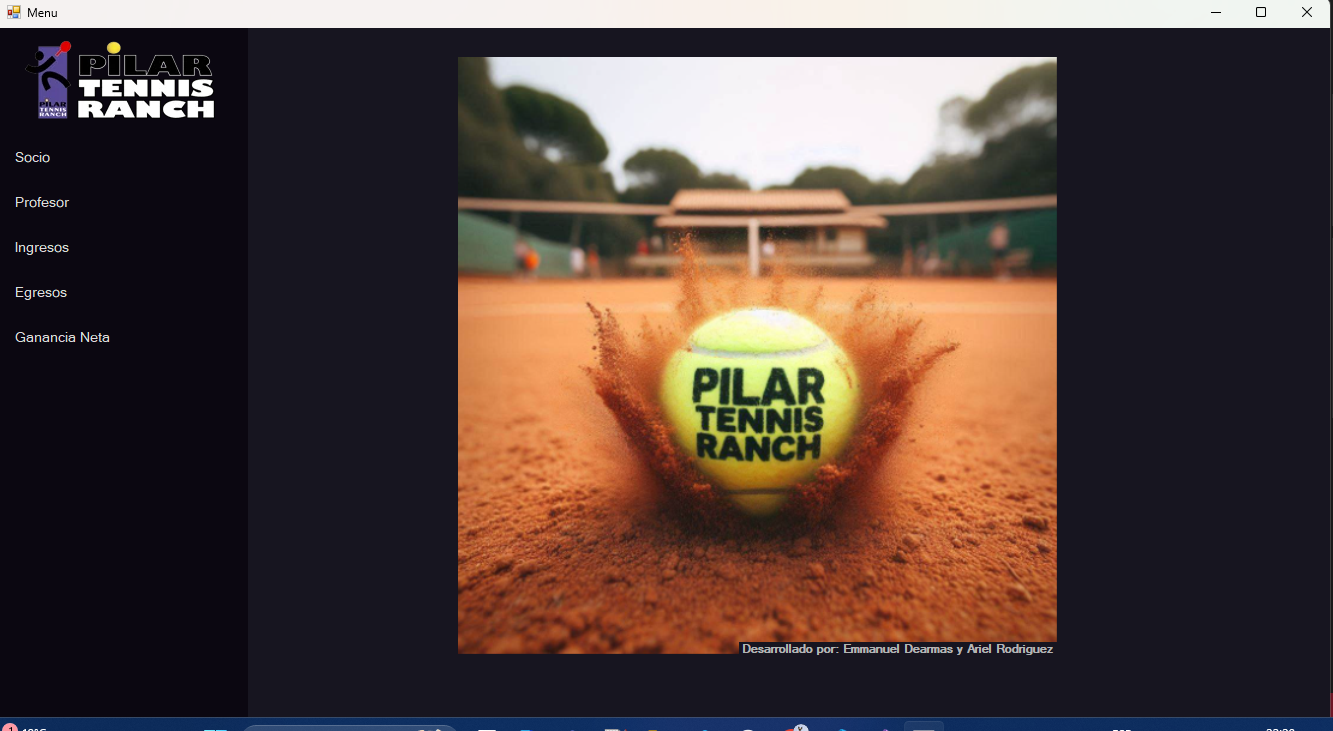 Menu
PILAR
TENNIS
RANCH
PILAR
TENNIS
RANCH
Socio
Profesor
Ingresos
Egresos
Ganancia Neta
PILAR
TENNIS
RANCH
Desarrollado por: Emmanuel Dearmas y Ariel Rodriguez